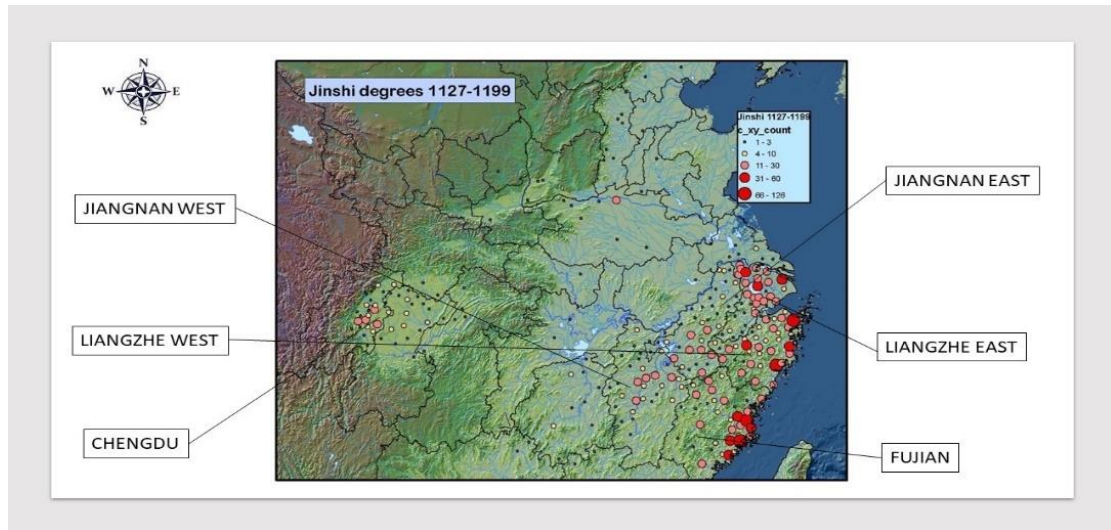 N
W E
S
Jinshi degrees 1127-1199
Jinshi 1127-1199
c_xy_count
1 - 3
4 - 10
11 - 30
31 - 60
66 - 126
JIANGNAN EAST
JIANGNAN WEST
LIANGZHE WEST
LIANGZHE EAST
CHENGDU
FUJIAN